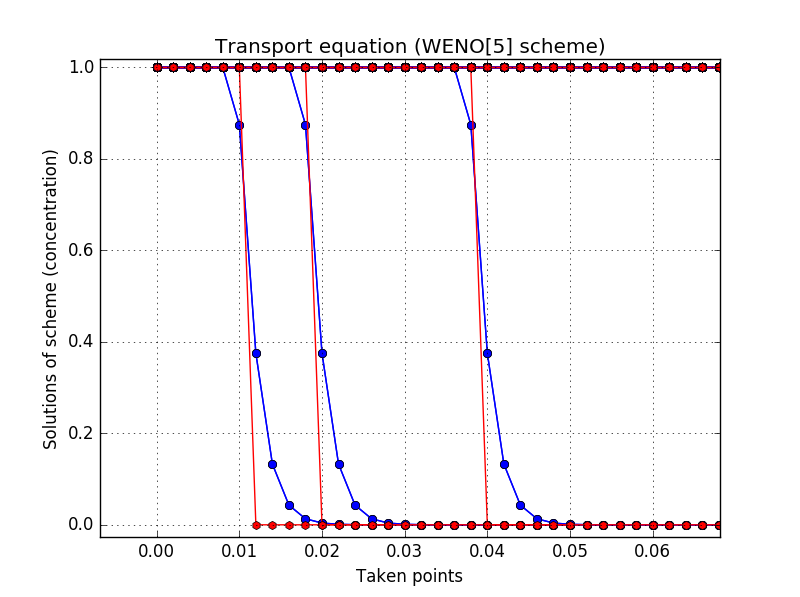 Transport equation (WENO[5] scheme)
Solutions of scheme (concentration)
1.0
0.8
0.6
0.4
0.2
0.0
0.00 0.01 0.02 0.03 0.04 0.05 0.06
Taken points